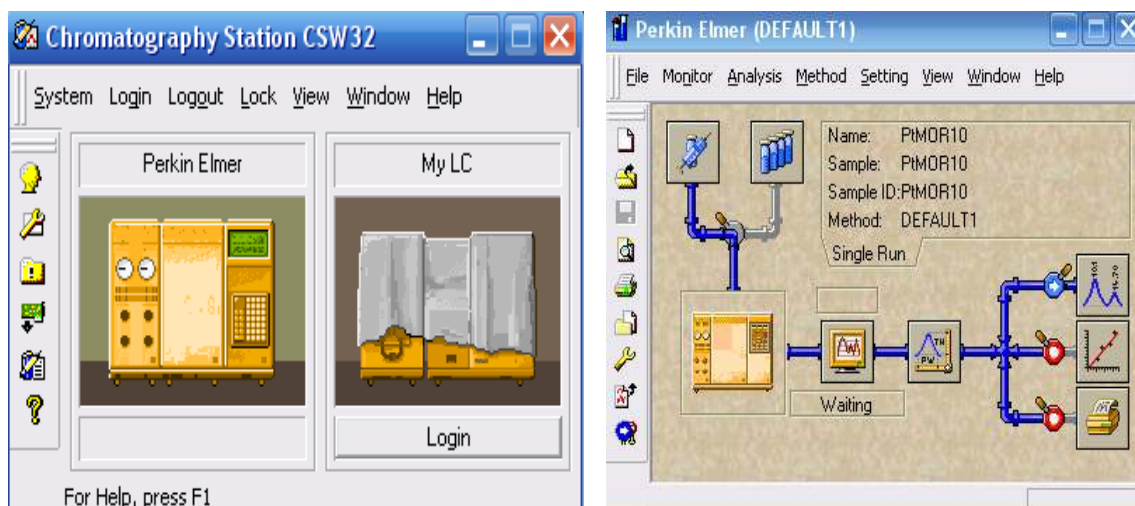 Chromatography Station CSW32
System Login Logout Lock View Window Help
Perkin Elmer
My LC
Login
For Help, press F1
Perkin Elmer (DEFAULT1)
File Monitor Analysis Method Setting View Window Help
Name: PtMOR10
Sample: PtMOR10
Sample ID:PtMOR10
Method: DEFAULT1
Single Run
Waiting